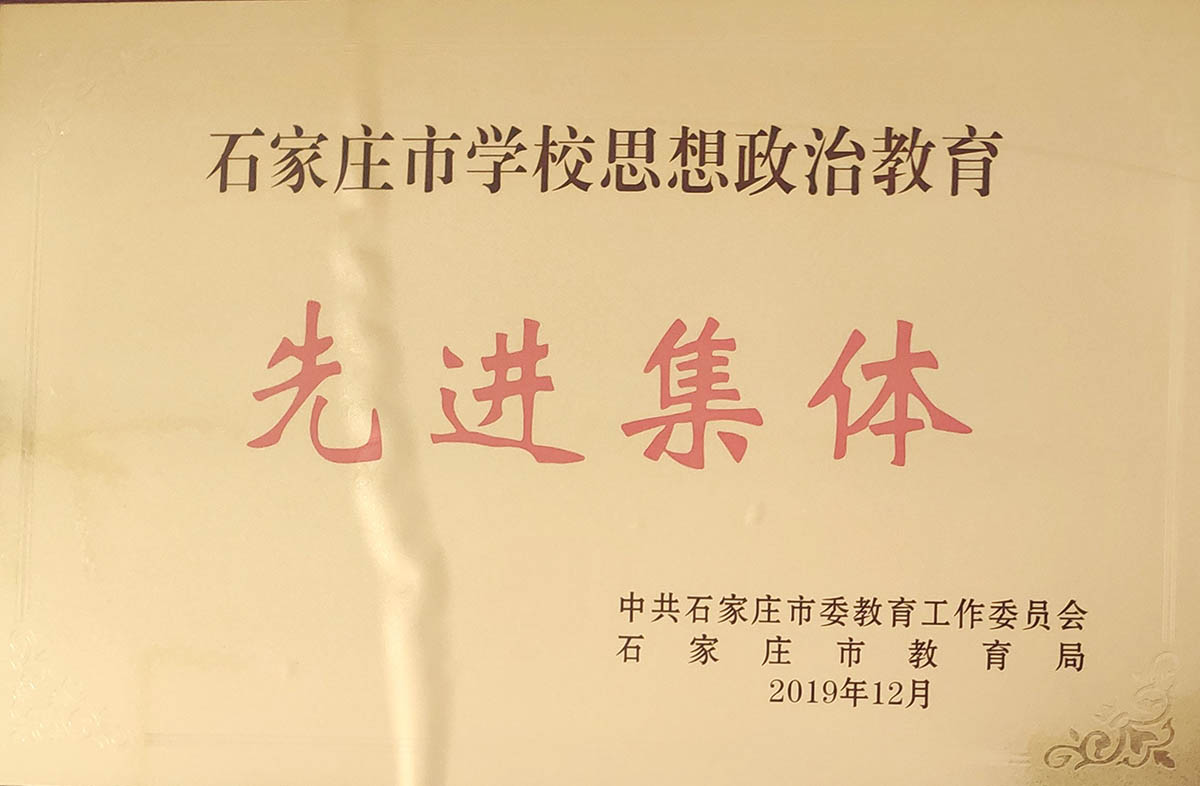 石家庄市学校思想政治教育
先进集体
中共石家庄市委教育工作委员会
石家庄市教育局
2019年12月